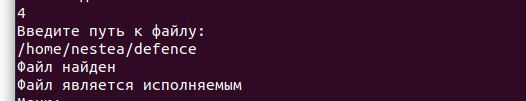 4
Введите путь к файлу:
/home/nestea/defence
Файл найден
Файл является исполняемым